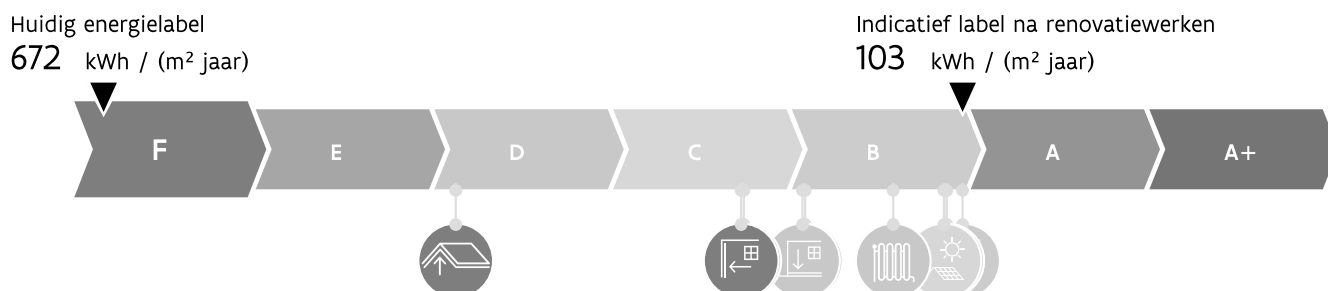 Huidig energielabel
672 kWh / (m² jaar)
Indicatief label na renovatiewerken
103 kWh / (m² jaar)
F E D C B A A+